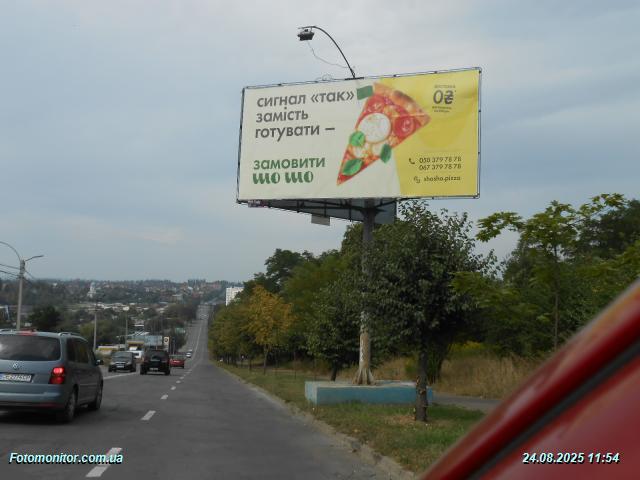 сигнал «так»
замість
готувати –
замовити
шо шо
0₴
050 379 78 78
067 379 78 78
shosho.pizza
Fotomonitor.com.ua
24.08.2025 11:54